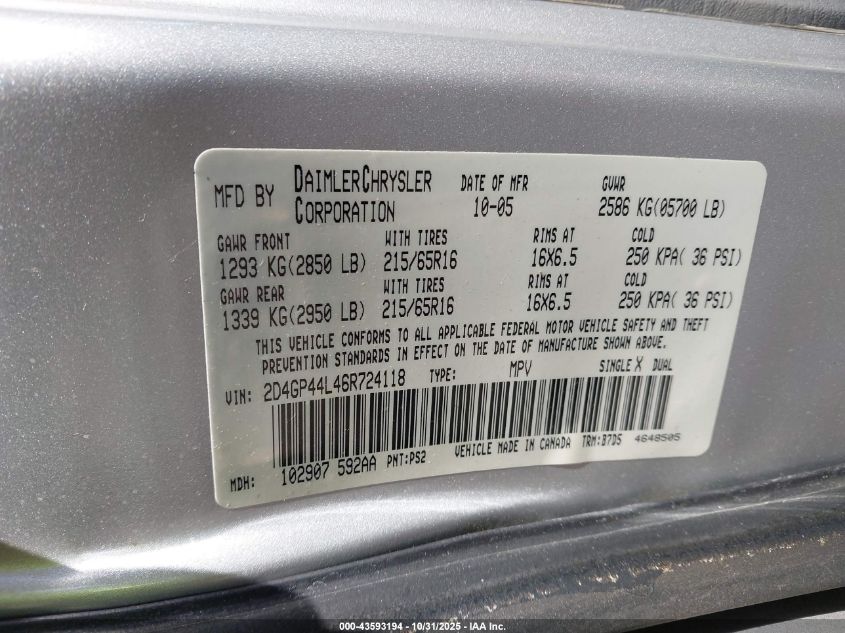 MFD BY DAIMLERCHRYSLER CORPORATION DATE OF MFR 10-05 GVWR 2586 KG(05700 LB)
GAWR FRONT WITH TIRES RIMS AT COLD
1293 KG(2850 LB) 215/65R16 16X6.5 250 KPA( 36 PSI)
GAWR REAR WITH TIRES RIMS AT COLD
1339 KG(2950 LB) 215/65R16 16X6.5 250 KPA( 36 PSI)
THIS VEHICLE CONFORMS TO ALL APPLICABLE FEDERAL MOTOR VEHICLE SAFETY AND THEFT
PREVENTION STANDARDS IN EFFECT ON THE DATE OF MANUFACTURE SHOWN ABOVE.
VIN: 2D4GP44L46R724118 TYPE: MPV SINGLE X DUAL
MDH: 102907 592AA PNT:PS2 VEHICLE MADE IN CANADA TRM:B7D5 4648505
000-43593194 - 10/31/2025 - IAA Inc.